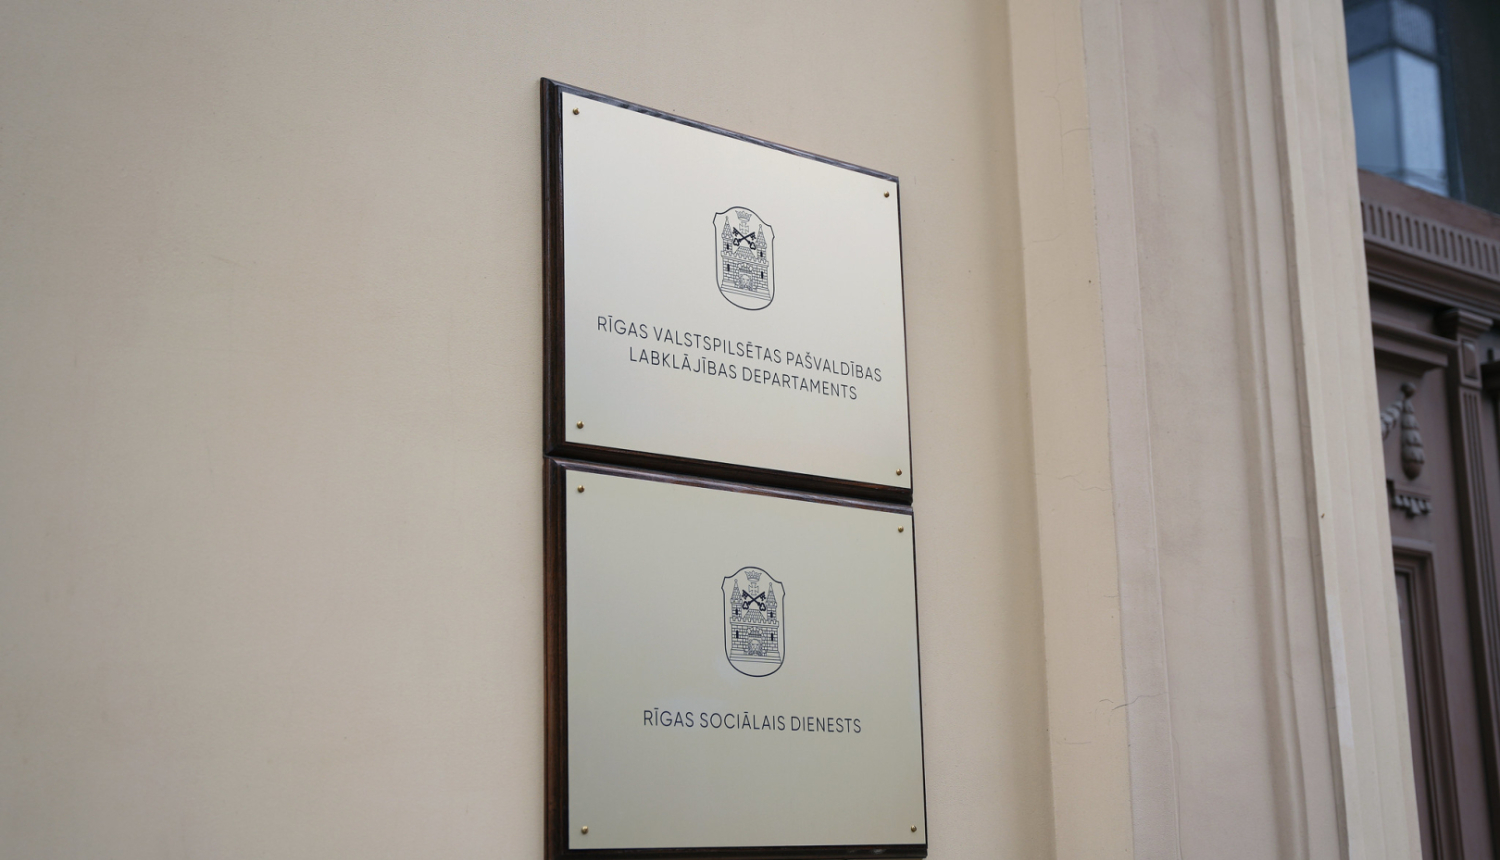 RĪGAS VALSTSPILSĒTAS PAŠVALDĪBAS
LABKLĀJĪBAS DEPARTAMENTS
RĪGAS SOCIĀLAIS DIENESTS